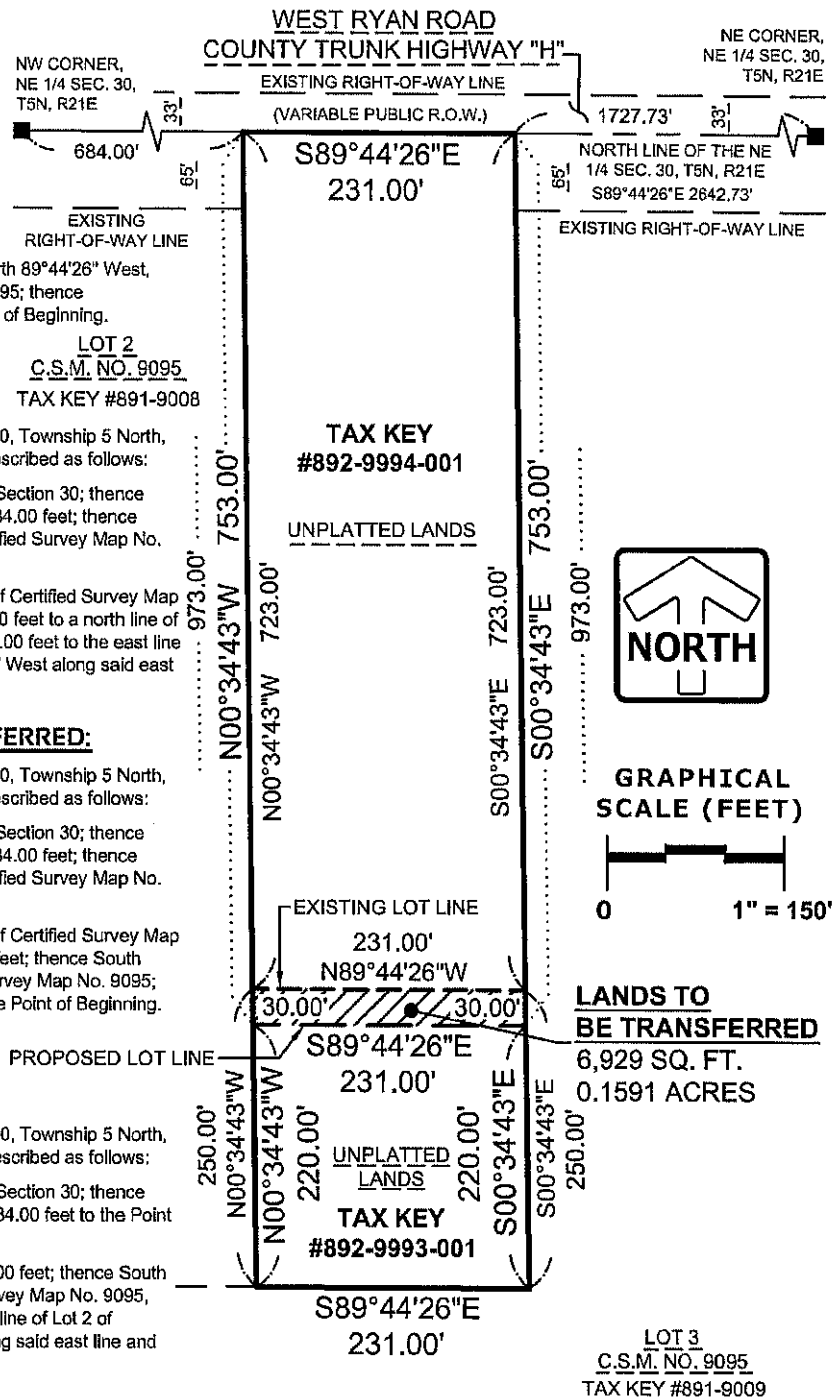 WEST RYAN ROAD
COUNTY TRUNK HIGHWAY "H"
NW CORNER,
NE 1/4 SEC. 30,
T5N, R21E
NE CORNER,
NE 1/4 SEC. 30,
T5N, R21E
EXISTING RIGHT-OF-WAY LINE
33'
(VARIABLE PUBLIC R.O.W.)
1727.73'
33'
684.00'
65'
S89°44'26"E
231.00'
NORTH LINE OF THE NE
1/4 SEC. 30, T5N, R21E
65'
S89°44'26"E 2642.73'
EXISTING
RIGHT-OF-WAY LINE
EXISTING RIGHT-OF-WAY LINE
th 89°44'26" West,
95; thence
of Beginning.
LOT 2
C.S.M. NO. 9095
TAX KEY #891-9008
0, Township 5 North,
scribed as follows:
Section 30; thence
34.00 feet; thence
fied Survey Map No.
of Certified Survey Map
0 feet to a north line of
.00 feet to the east line
' West along said east
FERRED:
0, Township 5 North,
scribed as follows:
Section 30; thence
34.00 feet; thence
fied Survey Map No.
of Certified Survey Map
feet; thence South
rvey Map No. 9095;
e Point of Beginning.
0, Township 5 North,
scribed as follows:
Section 30; thence
34.00 feet to the Point
00 feet; thence South
vey Map No. 9095,
line of Lot 2 of
ng said east line and
973.00'
N00°34'43"W 753.00'
N00°34'43"W 723.00'
TAX KEY
#892-9994-001
UNPLATTED LANDS
S00°34'43"E 723.00'
S00°34'43"E 753.00'
973.00'
NORTH
GRAPHICAL
SCALE (FEET)
0 1" = 150'
EXISTING LOT LINE
231.00'
N89°44'26"W
30.00' 30.00'
LANDS TO
BE TRANSFERRED
6,929 SQ. FT.
0.1591 ACRES
PROPOSED LOT LINE
S89°44'26"E
231.00'
250.00'
N00°34'43"W
N00°34'43"W
220.00'
UNPLATTED
LANDS
TAX KEY
#892-9993-001
220.00'
S00°34'43"E
S00°34'43"E
250.00'
S89°44'26"E
231.00'
LOT 3
C.S.M. NO. 9095
TAX KEY #891-9009